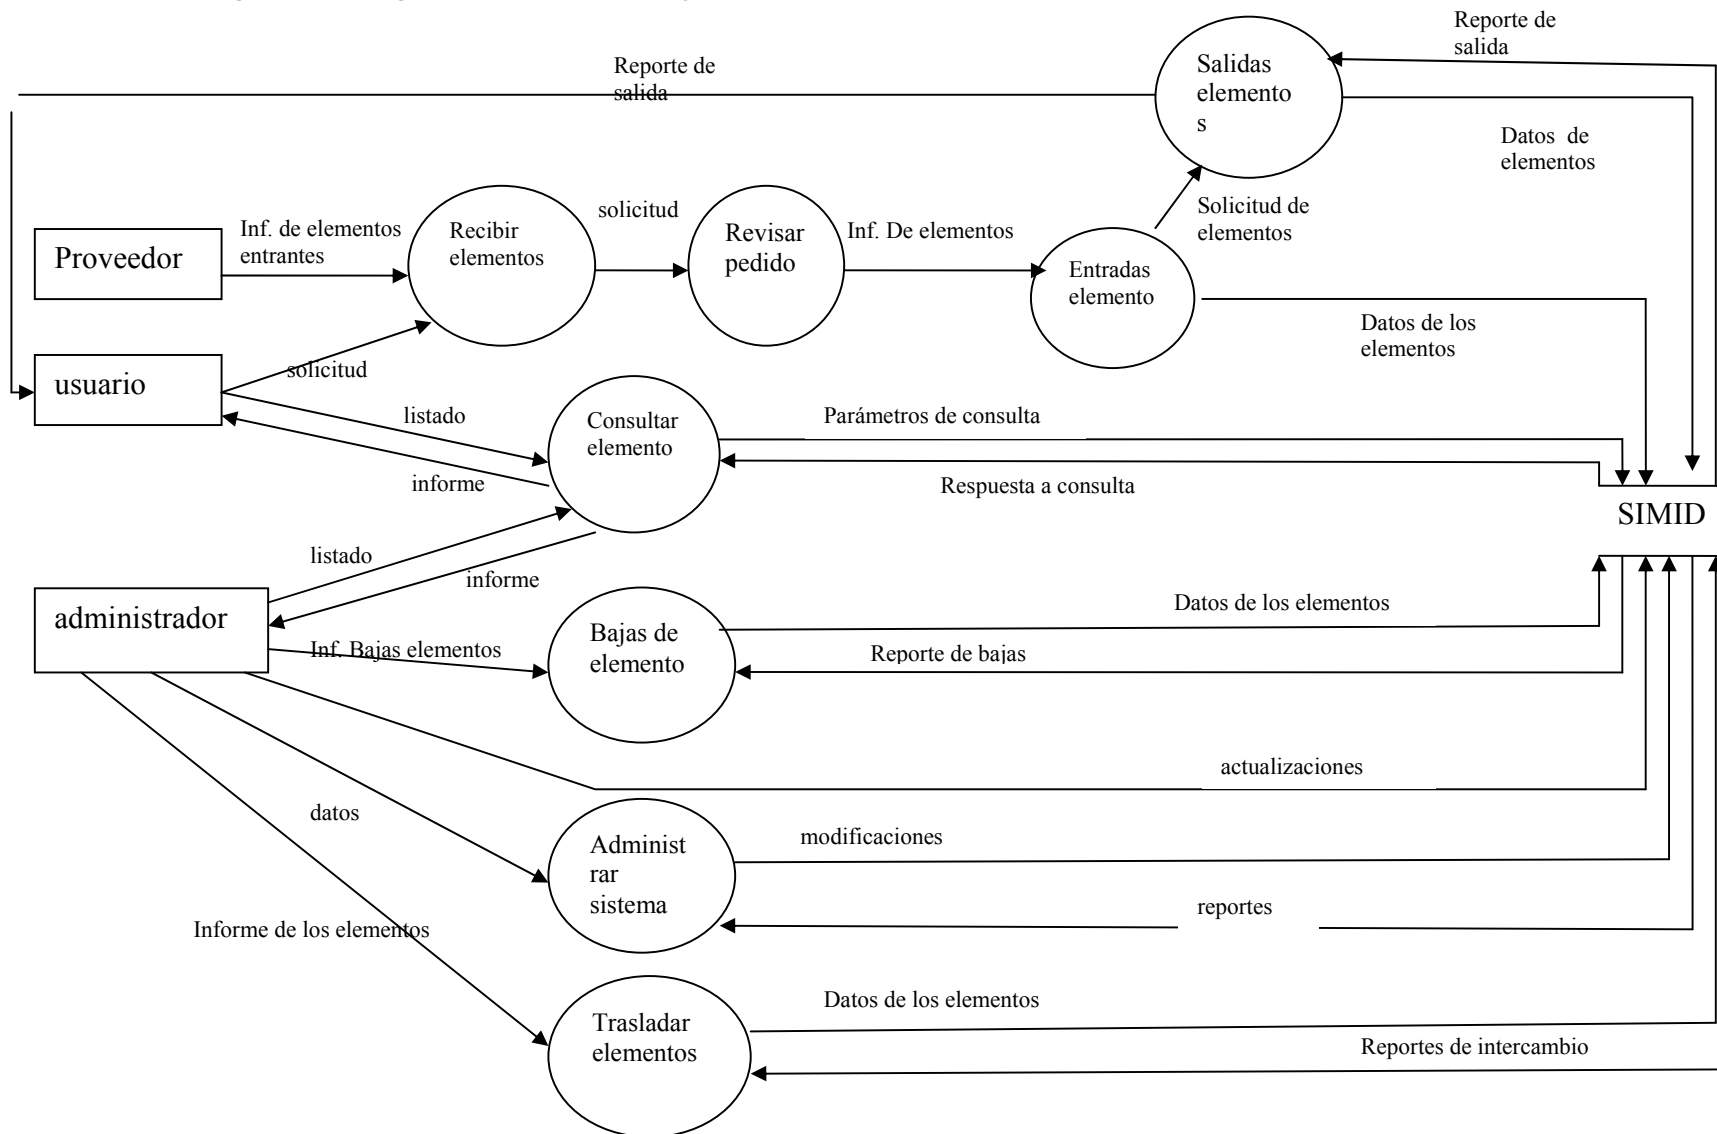 Reporte de
salida
Reporte de
salida
Salidas
elemento
s
Datos  de
elementos
Proveedor
Inf. de elementos
entrantes
Recibir
elementos
solicitud
Revisar
pedido
Inf. De elementos
Solicitud de
elementos
Entradas
elemento
Datos de los
elementos
usuario
solicitud
listado
informe
Consultar
elemento
Parámetros de consulta
Respuesta a consulta
SIMID
listado
informe
administrador
Inf. Bajas elementos
Bajas de
elemento
Datos de los elementos
Reporte de bajas
actualizaciones
datos
Administ
rar
sistema
modificaciones
reportes
Informe de los elementos
Trasladar
elementos
Datos de los elementos
Reportes de intercambio